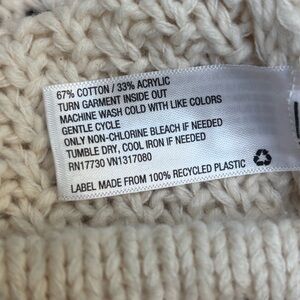 67% COTTON / 33% ACRYLIC
TURN GARMENT INSIDE OUT
MACHINE WASH COLD WITH LIKE COLORS
GENTLE CYCLE
ONLY NON-CHLORINE BLEACH IF NEEDED
TUMBLE DRY, COOL IRON IF NEEDED
RN17730 VN1317080
LABEL MADE FROM 100% RECYCLED PLASTIC